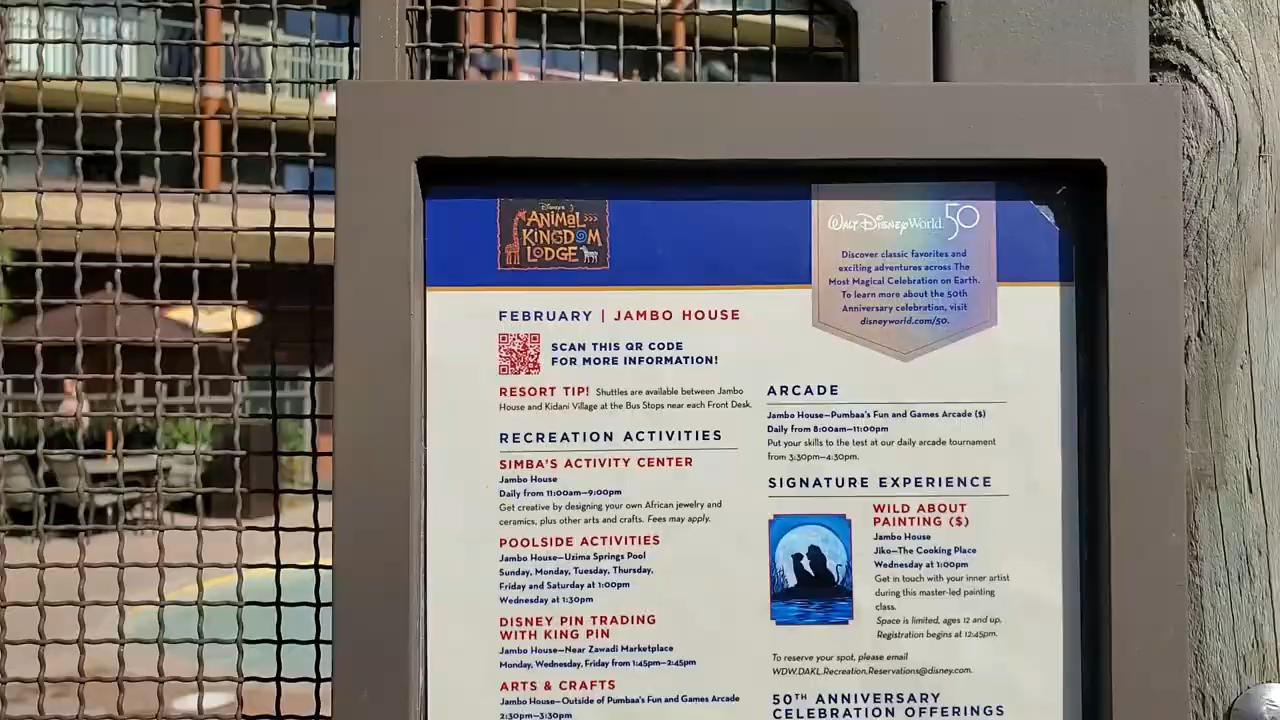 Disney's
ANIMAL
KINGDOM
LODGE
WALT DISNEY World. 50
Discover classic favorites and
exciting adventures across The
Most Magical Celebration on Earth.
To learn more about the 50th
Anniversary celebration, visit
disneyworld.com/50.
FEBRUARY | JAMBO HOUSE
SCAN THIS QR CODE
FOR MORE INFORMATION!
RESORT TIP! Shuttles are available between Jambo
House and Kidani Village at the Bus Stops near each Front Desk.
RECREATION ACTIVITIES
SIMBA'S ACTIVITY CENTER
Jambo House
Daily from 11:00am–9:00pm
Get creative by designing your own African jewelry and
ceramics, plus other arts and crafts. Fees may apply.
POOLSIDE ACTIVITIES
Jambo House–Uzima Springs Pool
Sunday, Monday, Tuesday, Thursday,
Friday and Saturday at 1:00pm
Wednesday at 1:30pm
DISNEY PIN TRADING
WITH KING PIN
Jambo House–Near Zawadi Marketplace
Monday, Wednesday, Friday from 1:45pm–2:45pm
ARTS & CRAFTS
Jambo House–Outside of Pumbaa's Fun and Games Arcade
2:30pm–3:30pm
ARCADE
Jambo House–Pumbaa's Fun and Games Arcade ($)
Daily from 8:00am–11:00pm
Put your skills to the test at our daily arcade tournament
from 3:30pm–4:30pm.
SIGNATURE EXPERIENCE
WILD ABOUT
PAINTING ($)
Jambo House
Jiko–The Cooking Place
Wednesday at 1:00pm
Get in touch with your inner artist
during this master-led painting
class.
Space is limited, ages 12 and up.
Registration begins at 12:45pm.
To reserve your spot, please email
WDW.DAKL.Recreation.Reservations@disney.com.
50TH ANNIVERSARY
CELEBRATION OFFERINGS